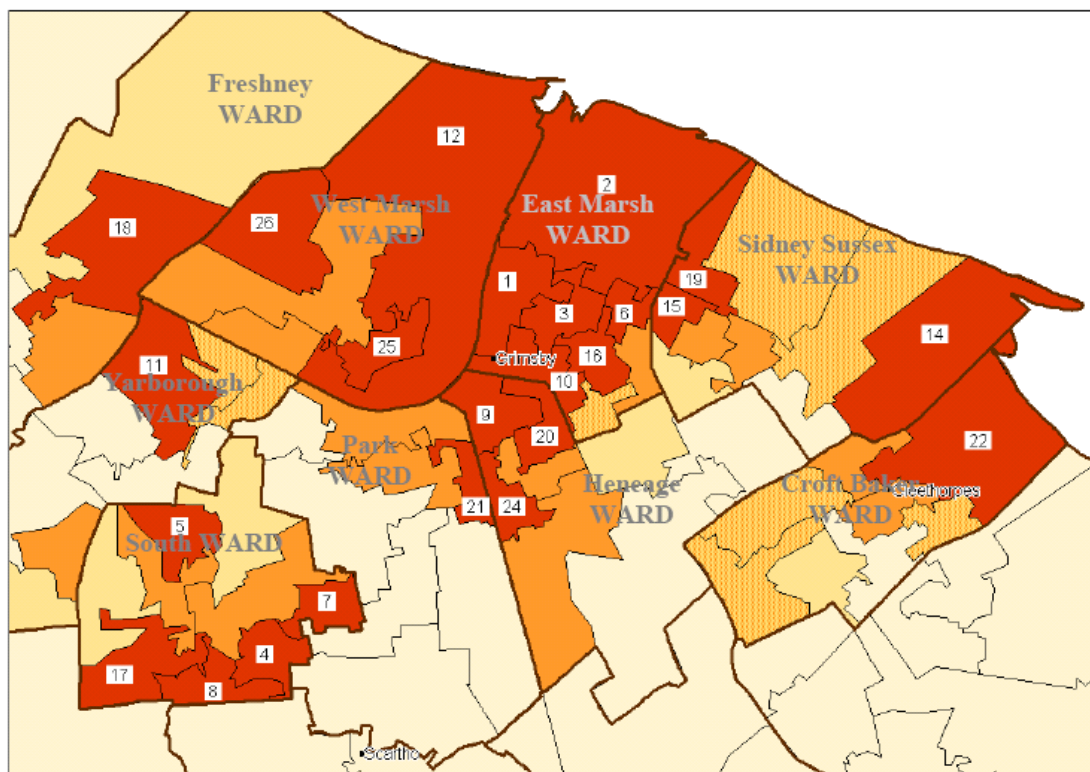 Freshney
WARD
12
2
West Marsh
WARD
East Marsh
WARD
18
26
Sidney Sussex
WARD
1
19
3
6
15
14
25
16
Grimsby
11
10
Yarborough
WARD
9
20
22
Park
WARD
Heneage
WARD
Croft Baker
WARD
Cleethorpes
21
24
5
South WARD
7
4
17
8
Scartho